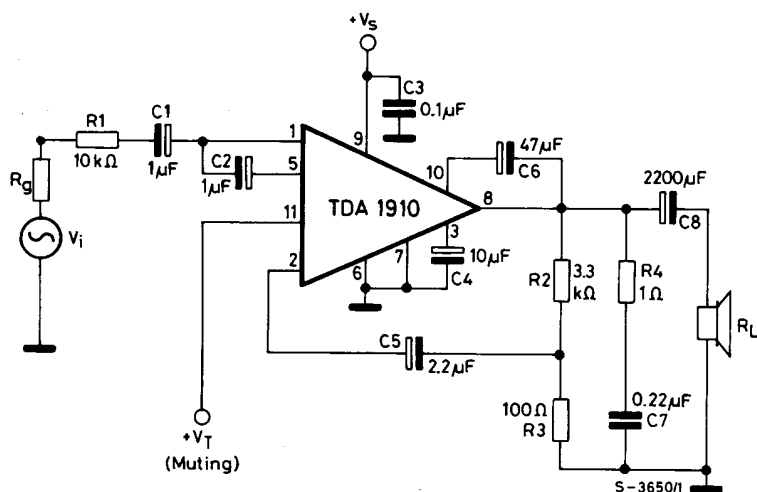 +VS
C3
0.1µF
R1
10kΩ
C1
1µF
C2
1µF
Rg
Vi
1
5
11
2
9
10
8
3
7
6
TDA 1910
47µF
C6
10µF
C4
2200µF
C8
R2
3.3
kΩ
R4
1Ω
RL
C5
2.2µF
100Ω
R3
0.22µF
C7
+VT
(Muting)
S-3650/1